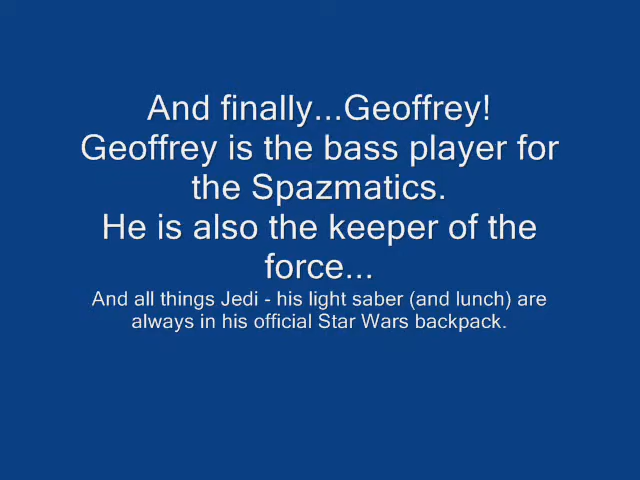 And finally...Geoffrey!
Geoffrey is the bass player for
the Spazmatics.
He is also the keeper of the
force...
And all things Jedi - his light saber (and lunch) are
always in his official Star Wars backpack.